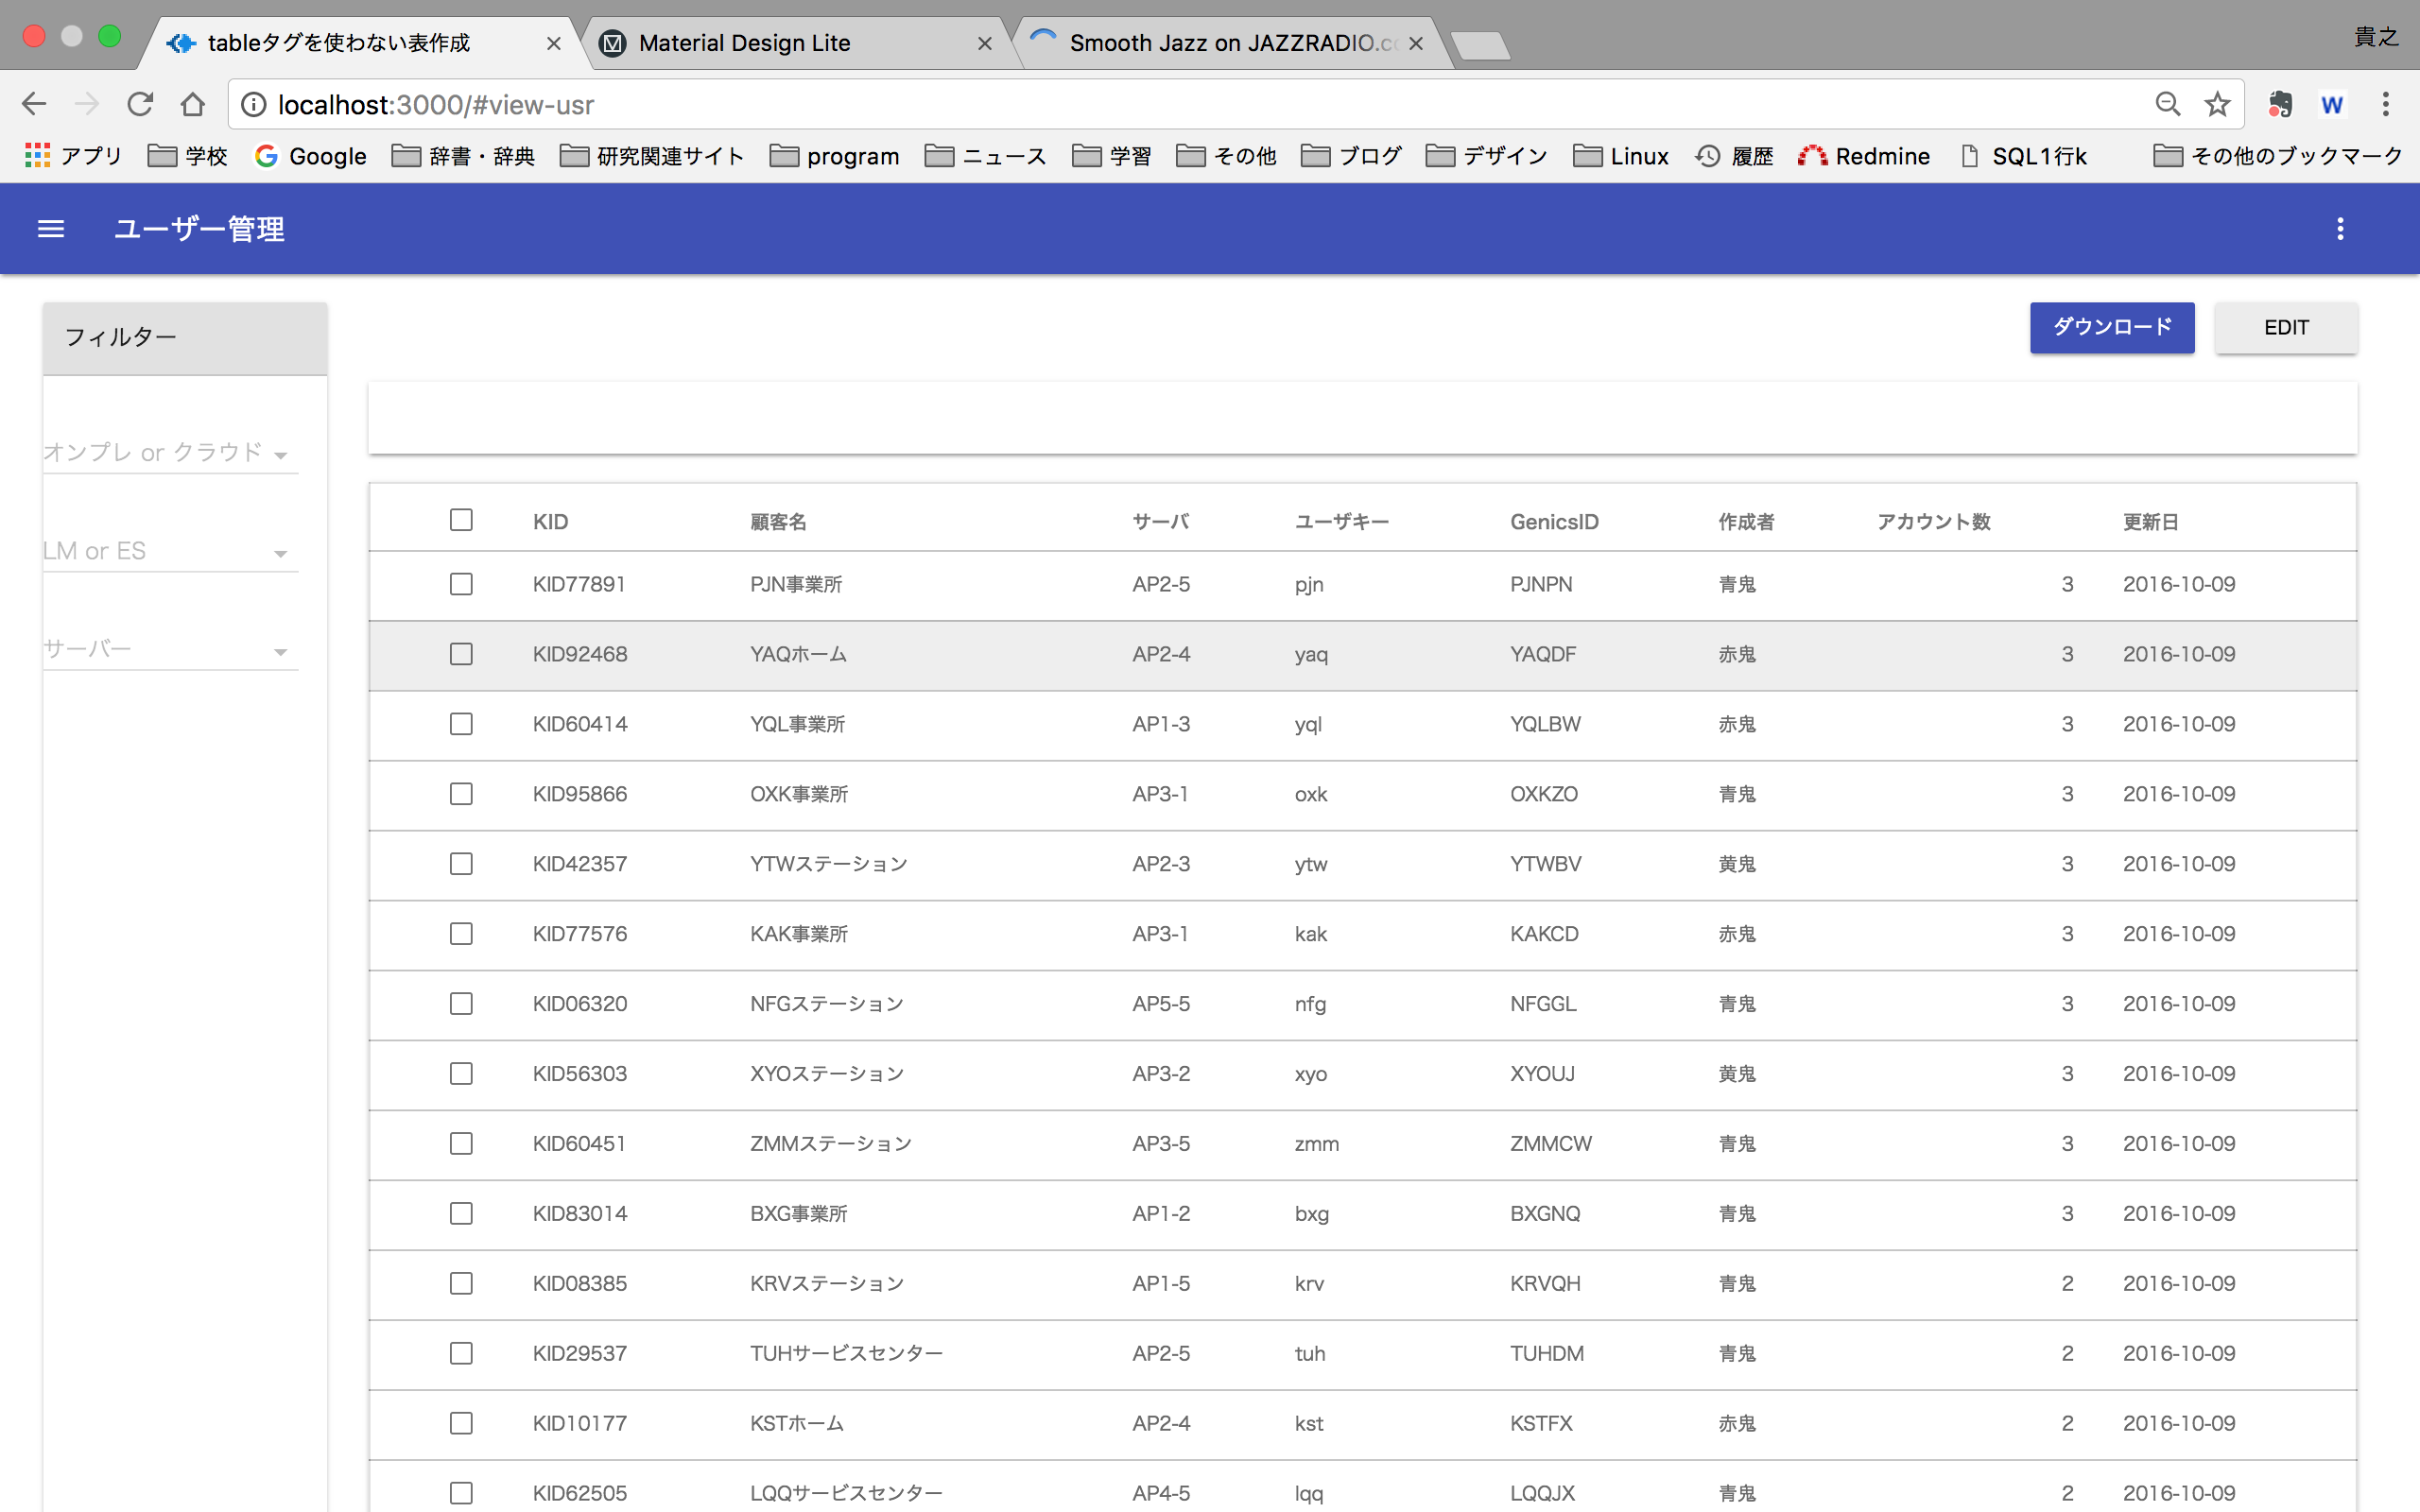 tableタグを使わない表作成 Material Design Lite Smooth Jazz on JAZZRADIO.co 貴之
localhost:3000/#view-usr W
アプリ 学校 Google 辞書・辞典 研究関連サイト program ニュース 学習 その他 ブログ デザイン Linux 履歴 Redmine SQL1行k その他のブックマーク
ユーザー管理
フィルター ダウンロード EDIT
オンプレ or クラウド
LM or ES
サーバー
KID 顧客名 サーバ ユーザキー GenicsID 作成者 アカウント数 更新日
KID77891 PJN事業所 AP2-5 pjn PJNPN 青鬼 3 2016-10-09
KID92468 YAQホーム AP2-4 yaq YAQDF 赤鬼 3 2016-10-09
KID60414 YQL事業所 AP1-3 yql YQLBW 赤鬼 3 2016-10-09
KID95866 OXK事業所 AP3-1 oxk OXKZO 青鬼 3 2016-10-09
KID42357 YTWステーション AP2-3 ytw YTWBV 黄鬼 3 2016-10-09
KID77576 KAK事業所 AP3-1 kak KAKCD 赤鬼 3 2016-10-09
KID06320 NFGステーション AP5-5 nfg NFGGL 青鬼 3 2016-10-09
KID56303 XYOステーション AP3-2 xyo XYOUJ 黄鬼 3 2016-10-09
KID60451 ZMMステーション AP3-5 zmm ZMMCW 青鬼 3 2016-10-09
KID83014 BXG事業所 AP1-2 bxg BXGNQ 青鬼 3 2016-10-09
KID08385 KRVステーション AP1-5 krv KRVQH 青鬼 2 2016-10-09
KID29537 TUHサービスセンター AP2-5 tuh TUHDM 青鬼 2 2016-10-09
KID10177 KSTホーム AP2-4 kst KSTFX 赤鬼 2 2016-10-09
KID62505 LQQサービスセンター AP4-5 lqq LQQJX 青鬼 2 2016-10-09